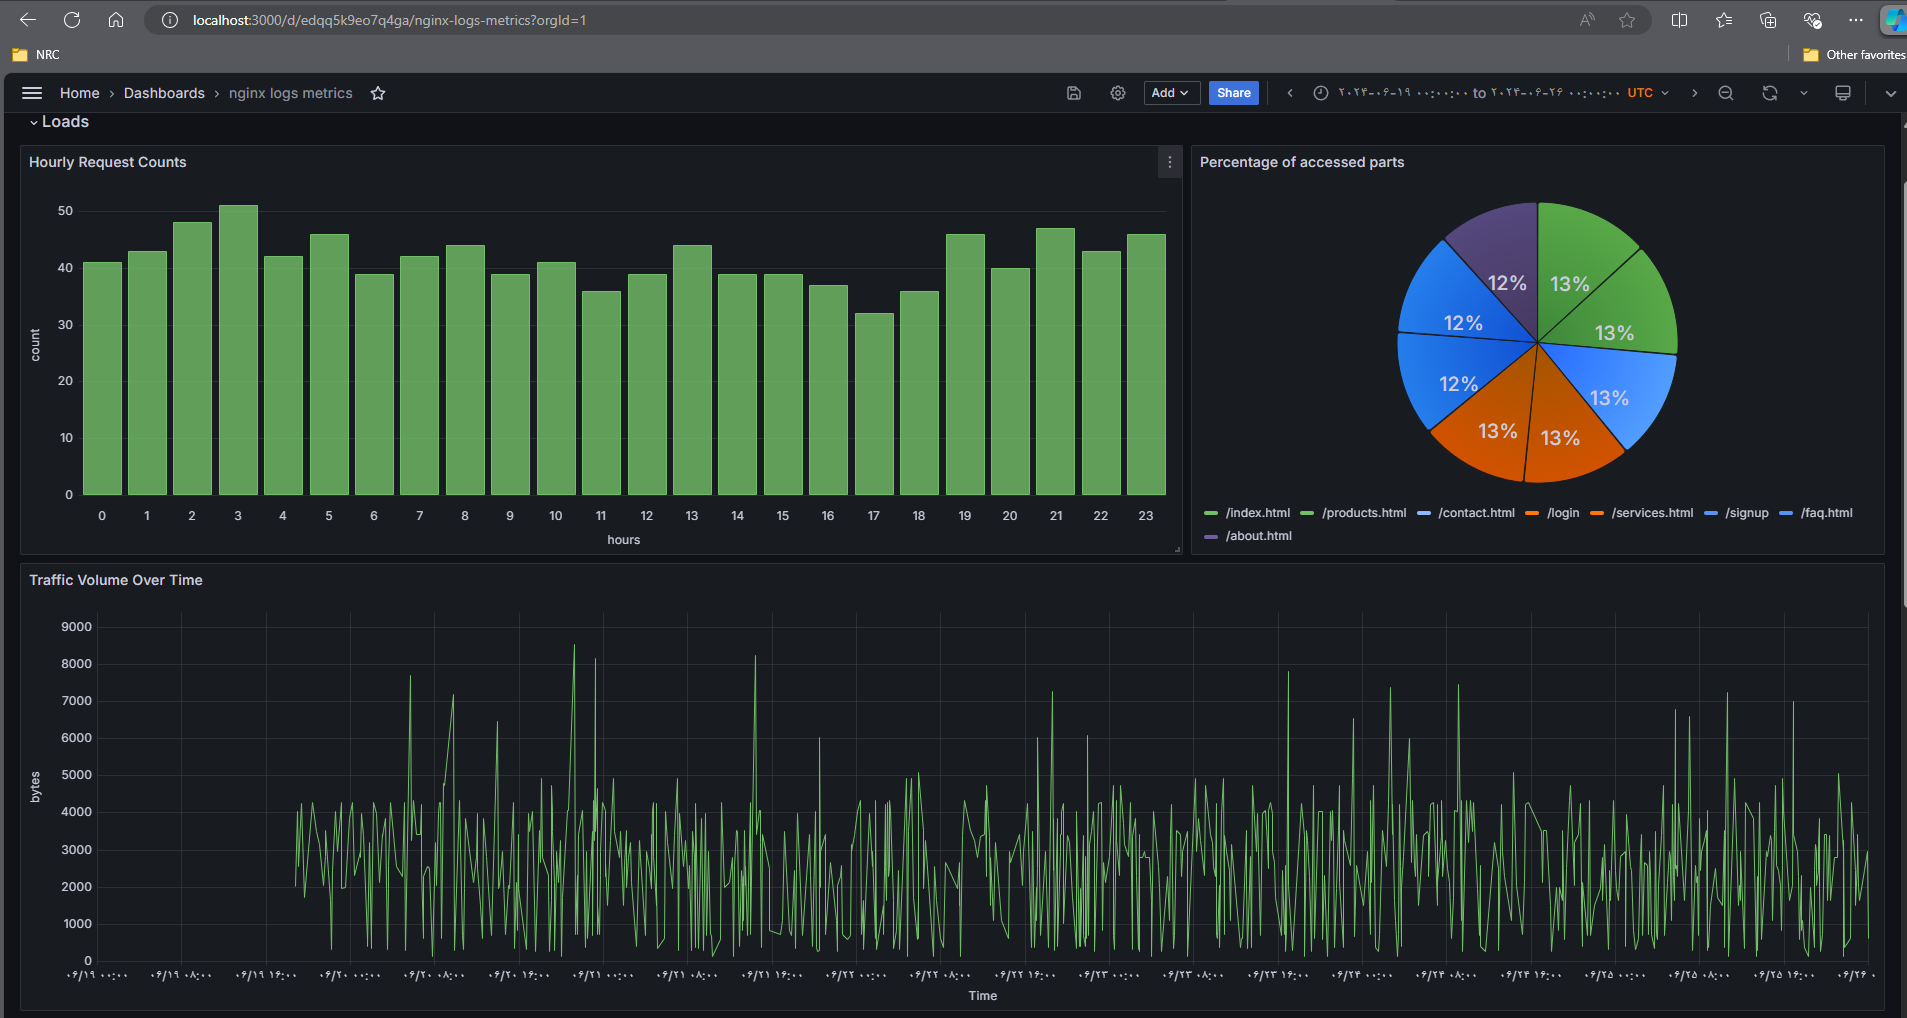 localhost:3000/d/edqq5k9eo7q4ga/nginx-logs-metrics?orgId=1
NRC
Other favorites
Home › Dashboards › nginx logs metrics
Add
Share
۲۰۲۴-۰۶-۱۹ ۰۰:۰۰:۰۰ to ۲۰۲۴-۰۶-۲۶ ۰۰:۰۰:۰۰ UTC
Loads
Hourly Request Counts
50
40
30
20
10
0
count
0 1 2 3 4 5 6 7 8 9 10 11 12 13 14 15 16 17 18 19 20 21 22 23
hours
Percentage of accessed parts
12% 13%
12% 13%
12% 13%
13% 13%
/index.html /products.html /contact.html /login /services.html /signup /faq.html
/about.html
Traffic Volume Over Time
9000
8000
7000
6000
5000
4000
3000
2000
1000
0
bytes
۰۶/۱۹ ۰۰:۰۰ ۰۶/۱۹ ۰۸:۰۰ ۰۶/۱۹ ۱۶:۰۰ ۰۶/۲۰ ۰۰:۰۰ ۰۶/۲۰ ۰۸:۰۰ ۰۶/۲۰ ۱۶:۰۰ ۰۶/۲۱ ۰۰:۰۰ ۰۶/۲۱ ۰۸:۰۰ ۰۶/۲۱ ۱۶:۰۰ ۰۶/۲۲ ۰۰:۰۰ ۰۶/۲۲ ۰۸:۰۰ ۰۶/۲۲ ۱۶:۰۰ ۰۶/۲۳ ۰۰:۰۰ ۰۶/۲۳ ۰۸:۰۰ ۰۶/۲۳ ۱۶:۰۰ ۰۶/۲۴ ۰۰:۰۰ ۰۶/۲۴ ۰۸:۰۰ ۰۶/۲۴ ۱۶:۰۰ ۰۶/۲۵ ۰۰:۰۰ ۰۶/۲۵ ۰۸:۰۰ ۰۶/۲۵ ۱۶:۰۰ ۰۶/۲۶ ۰
Time